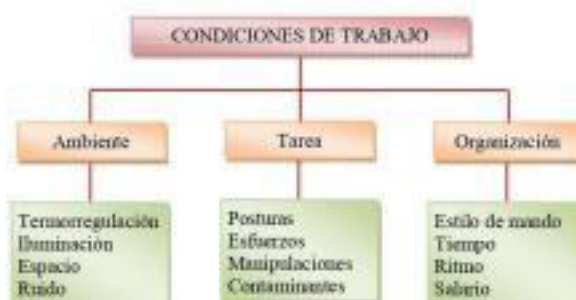 CONDICIONES DE TRABAJO
Ambiente
Tarea
Organización
Termorregulación
Iluminación
Espacio
Ruido
Posturas
Esfuerzos
Manipulaciones
Contaminantes
Estilo de mando
Tiempo
Ritmo
Salario